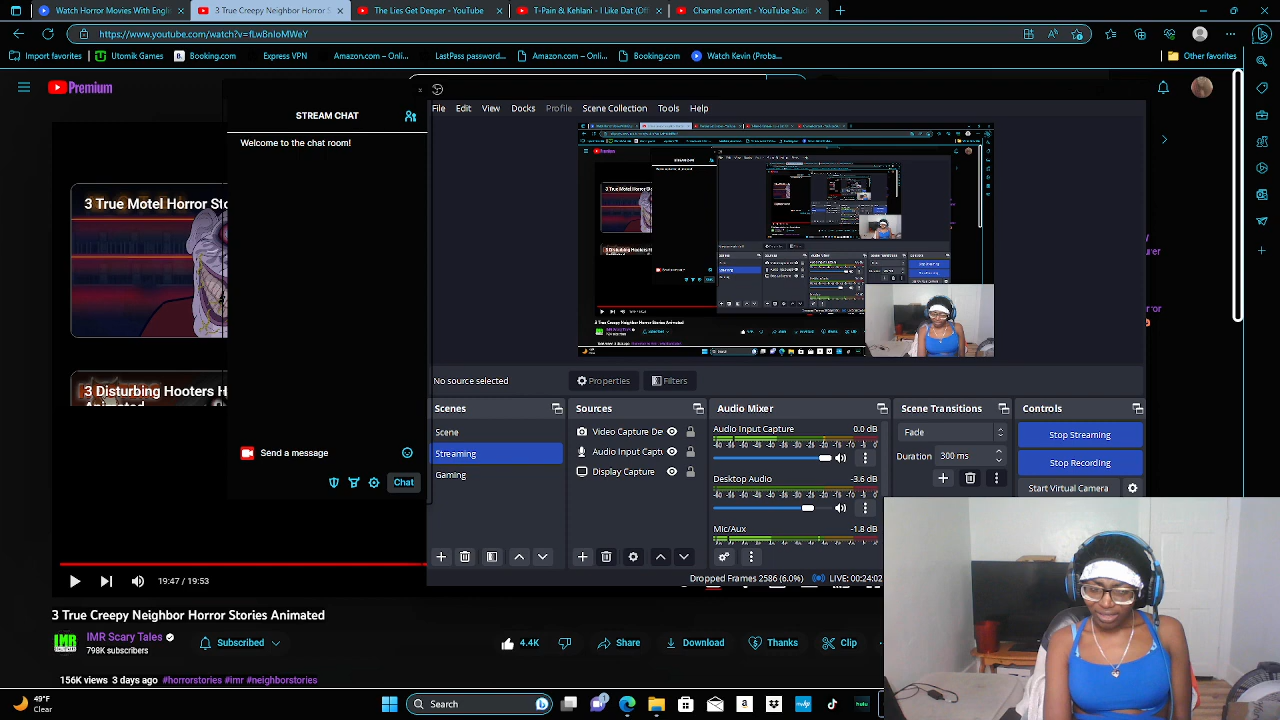 Watch Horror Movies With Engli
3 True Creepy Neighbor Horror S
The Lies Get Deeper - YouTube
T-Pain & Kehlani - I Like Dat (Of
Channel content - YouTube Stud
https://www.youtube.com/watch?v=fLwBnIoMWeY
Import favorites
Utomik Games
Booking.com
Express VPN
Amazon.com – Onli...
LastPass password...
Amazon.com – Onli...
Booking.com
Watch Kevin (Proba...
Other favorites
Premium
STREAM CHAT
Welcome to the chat room!
File Edit View Docks Profile Scene Collection Tools Help
3 True Motel Horror Sto
3 Disturbing Hooters H
Animated
Send a message
Chat
No source selected
Properties
Filters
Scenes
Scene
Streaming
Gaming
Sources
Video Capture De
Audio Input Captu
Display Capture
Audio Mixer
Audio Input Capture 0.0 dB
Desktop Audio -3.6 dB
Mic/Aux -1.8 dB
Scene Transitions
Fade
Duration 300 ms
Controls
Stop Streaming
Stop Recording
Start Virtual Camera
Dropped Frames 2586 (6.0%)
LIVE: 00:24:02
19:47 / 19:53
3 True Creepy Neighbor Horror Stories Animated
IMR Scary Tales
798K subscribers
Subscribed
4.4K
Share
Download
Thanks
Clip
156K views 3 days ago #horrorstories #imr #neighborstories
49°F
Clear
Search
hulu